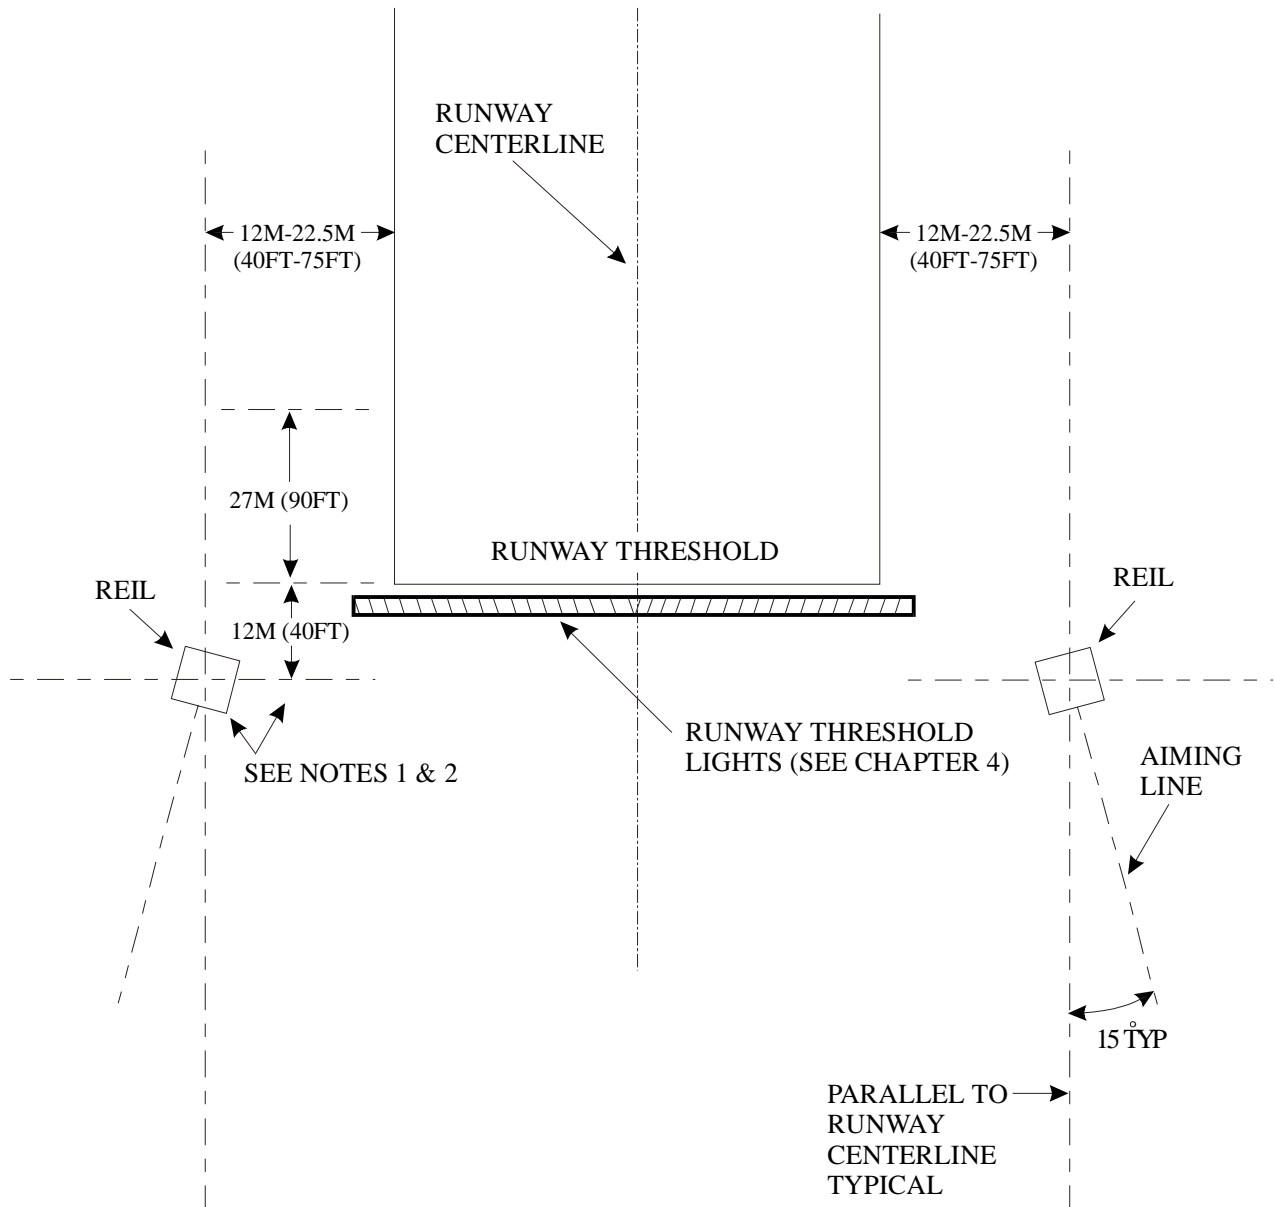 RUNWAY
CENTERLINE
12M-22.5M
(40FT-75FT)
12M-22.5M
(40FT-75FT)
27M (90FT)
RUNWAY THRESHOLD
REIL
REIL
12M (40FT)
RUNWAY THRESHOLD
LIGHTS (SEE CHAPTER 4)
SEE NOTES 1 & 2
AIMING
LINE
15°TYP
PARALLEL TO
RUNWAY
CENTERLINE
TYPICAL